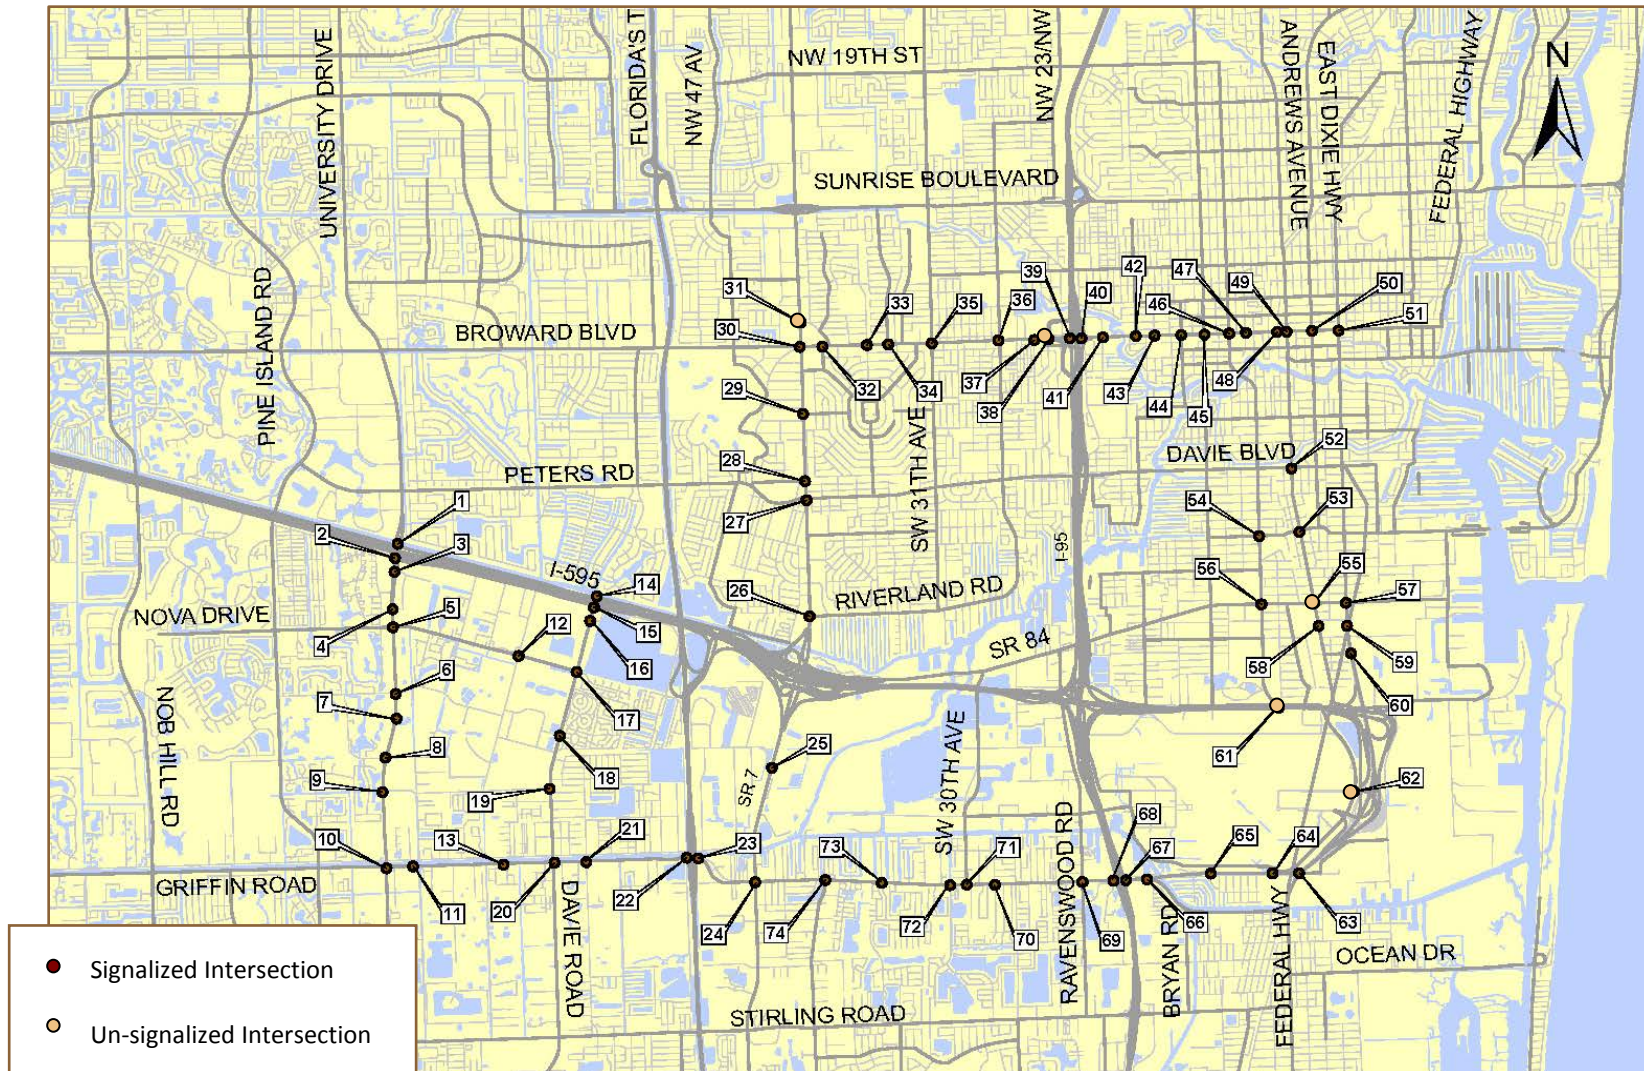 UNIVERSITY DRIVE
FLORIDA'S T
NW 47 AV
NW 19TH ST
NW 23/NW
ANDREWS AVENUE
EAST DIXIE HWY
FEDERAL HIGHWAY
N
SUNRISE BOULEVARD
PINE ISLAND RD
BROWARD BLVD
31
30
33
35
36
39
40
42
47
46
49
50
51
32
34
37
38
41
43
44
45
48
29
SW 31TH AVE
28
27
PETERS RD
DAVIE BLVD
52
53
54
1
2
3
I-595
14
I-95
55
56
57
NOVA DRIVE
4
5
12
15
16
26
RIVERLAND RD
SR 84
58
59
60
6
7
17
NOB HILL RD
8
9
18
19
25
SR 7
SW 30TH AVE
61
62
10
13
21
23
73
71
RAVENSWOOD RD
68
67
65
64
GRIFFIN ROAD
11
20
DAVIE ROAD
22
24
74
72
70
69
66
63
BRYAN RD
FEDERAL HWY
OCEAN DR
STIRLING ROAD
Signalized Intersection
Un-signalized Intersection